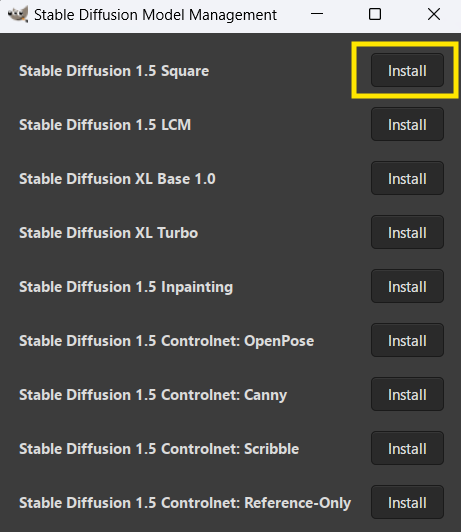 Stable Diffusion Model Management
Stable Diffusion 1.5 Square Install
Stable Diffusion 1.5 LCM Install
Stable Diffusion XL Base 1.0 Install
Stable Diffusion XL Turbo Install
Stable Diffusion 1.5 Inpainting Install
Stable Diffusion 1.5 Controlnet: OpenPose Install
Stable Diffusion 1.5 Controlnet: Canny Install
Stable Diffusion 1.5 Controlnet: Scribble Install
Stable Diffusion 1.5 Controlnet: Reference-Only Install